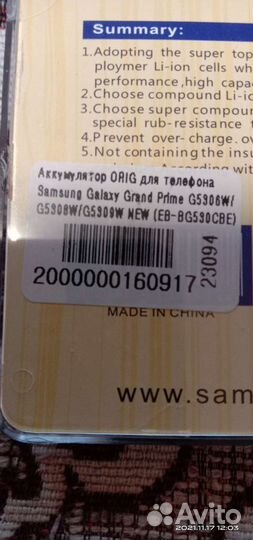 Summary:
1.Adopting the super top
ploymer Li-ion cells wh
performance,high capac
2.Choose compound Li-ic
3.Choose super compour
special rub-resistance t
4.Prevent over-charge.ov
5.Not containing the insu
According with
Аккумулятор ORIG для телефона
Samsung Galaxy Grand Prime G5306W/
G5308W/G5309W NEW (EB-BG530CBE)
2000000160917
23094
MADE IN CHINA
www.sam
Avito
2021.11.17 12:03